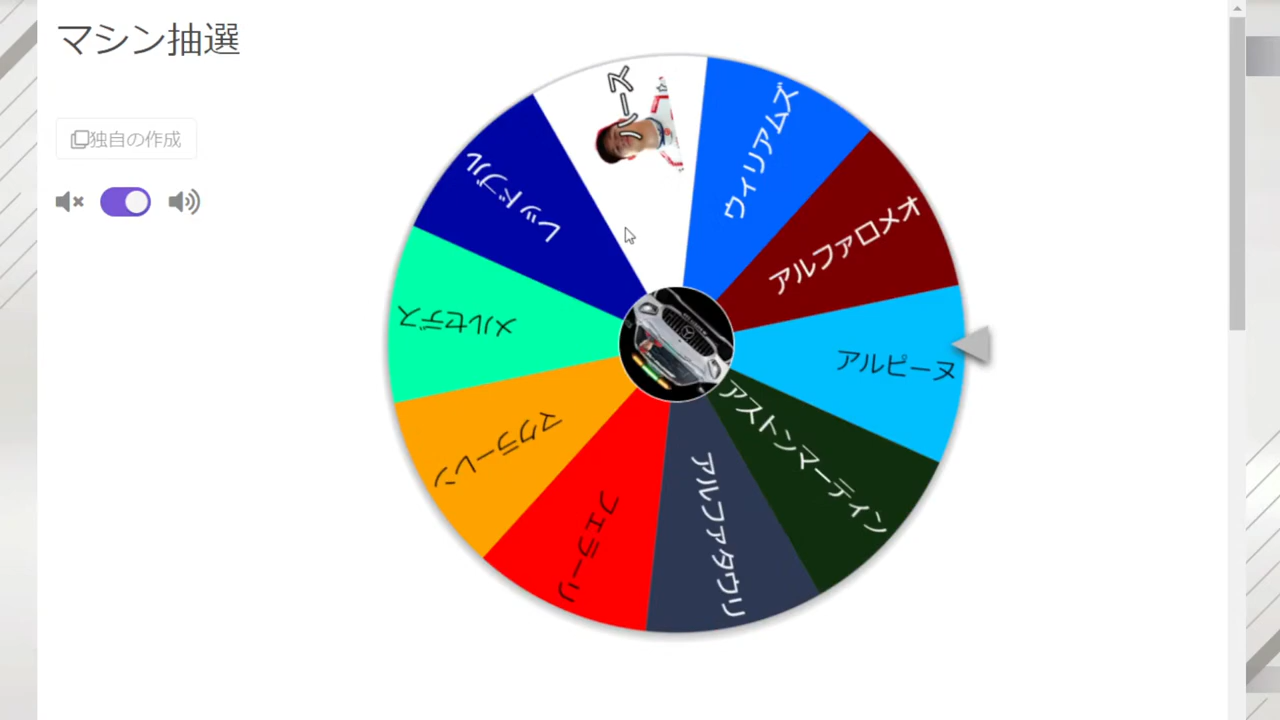 マシン抽選
独自の作成
ハース
ウィリアムズ
アルファロメオ
アルピーヌ
アストンマーティン
アルファタウリ
フェラーリ
マクラーレン
メルセデス
レッドブル